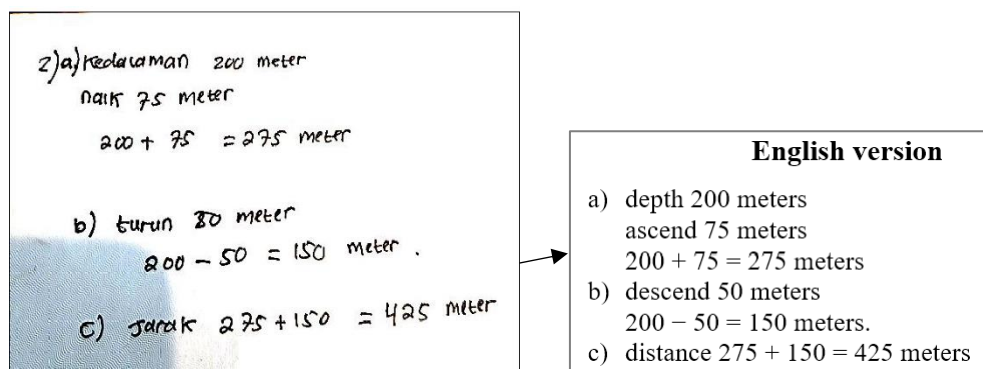 2)a) Kedalaman 200 meter
naik 75 meter
200 + 75 = 275 meter
b) turun 80 meter
200 - 50 = 150 meter.
c) Jarak 275 + 150 = 425 meter
English version
a) depth 200 meters
ascend 75 meters
200 + 75 = 275 meters
b) descend 50 meters
200 − 50 = 150 meters.
c) distance 275 + 150 = 425 meters